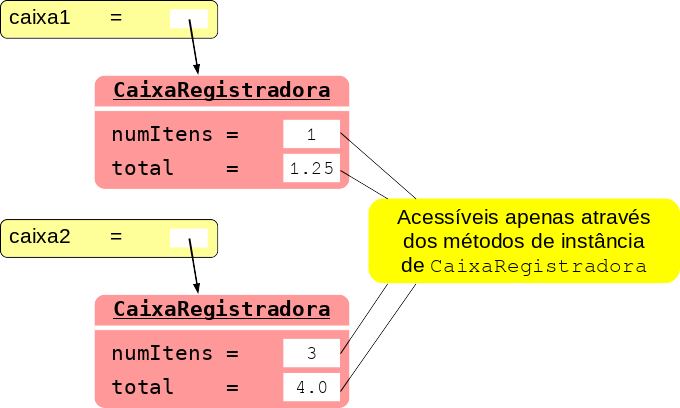 caixa1 =
CaixaRegistradora
numItens = 1
total = 1.25
Acessíveis apenas através
dos métodos de instância
de CaixaRegistradora
caixa2 =
CaixaRegistradora
numItens = 3
total = 4.0